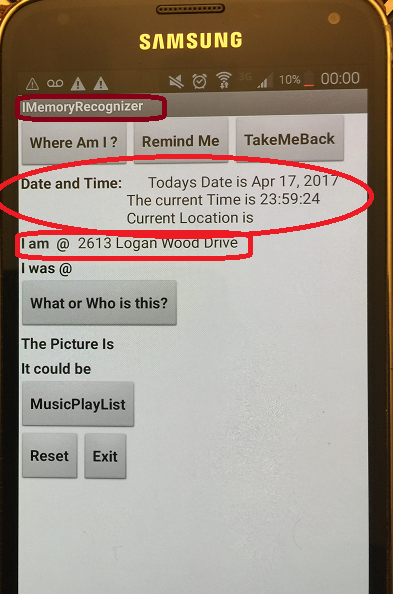 SAMSUNG
3G 10% 00:00
IMemoryRecognizer
Where Am I ? Remind Me TakeMeBack
Date and Time: Todays Date is Apr 17, 2017
The current Time is 23:59:24
Current Location is
I am @ 2613 Logan Wood Drive
I was @
What or Who is this?
The Picture Is
It could be
MusicPlayList
Reset Exit